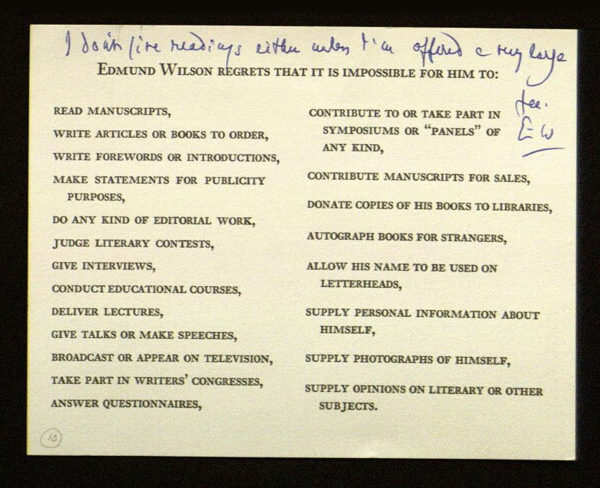 I don't give readings either unless I'm offered a very large
fee.
EW
EDMUND WILSON REGRETS THAT IT IS IMPOSSIBLE FOR HIM TO:
READ MANUSCRIPTS,
WRITE ARTICLES OR BOOKS TO ORDER,
WRITE FOREWORDS OR INTRODUCTIONS,
MAKE STATEMENTS FOR PUBLICITY
PURPOSES,
DO ANY KIND OF EDITORIAL WORK,
JUDGE LITERARY CONTESTS,
GIVE INTERVIEWS,
CONDUCT EDUCATIONAL COURSES,
DELIVER LECTURES,
GIVE TALKS OR MAKE SPEECHES,
BROADCAST OR APPEAR ON TELEVISION,
TAKE PART IN WRITERS' CONGRESSES,
ANSWER QUESTIONNAIRES,
CONTRIBUTE TO OR TAKE PART IN
SYMPOSIUMS OR "PANELS" OF
ANY KIND,
CONTRIBUTE MANUSCRIPTS FOR SALES,
DONATE COPIES OF HIS BOOKS TO LIBRARIES,
AUTOGRAPH BOOKS FOR STRANGERS,
ALLOW HIS NAME TO BE USED ON
LETTERHEADS,
SUPPLY PERSONAL INFORMATION ABOUT
HIMSELF,
SUPPLY PHOTOGRAPHS OF HIMSELF,
SUPPLY OPINIONS ON LITERARY OR OTHER
SUBJECTS.
10